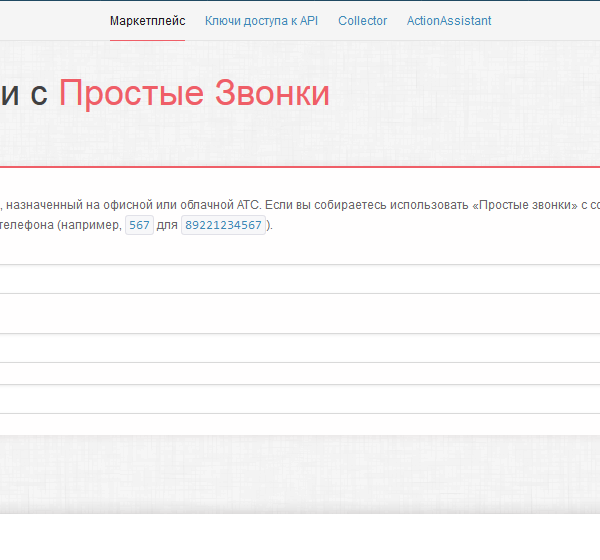 Маркетплейс Ключи доступа к API Collector ActionAssistant
и с Простые Звонки
, назначенный на офисной или облачной АТС. Если вы собираетесь использовать «Простые звонки» с со
телефона (например, 567 для 89221234567).